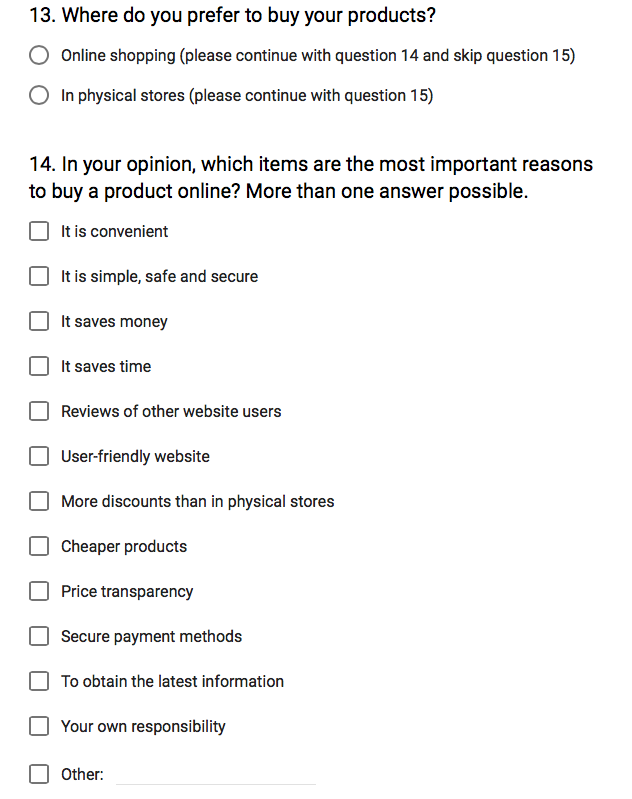 13. Where do you prefer to buy your products?
Online shopping (please continue with question 14 and skip question 15)
In physical stores (please continue with question 15)
14. In your opinion, which items are the most important reasons
to buy a product online? More than one answer possible.
It is convenient
It is simple, safe and secure
It saves money
It saves time
Reviews of other website users
User-friendly website
More discounts than in physical stores
Cheaper products
Price transparency
Secure payment methods
To obtain the latest information
Your own responsibility
Other: